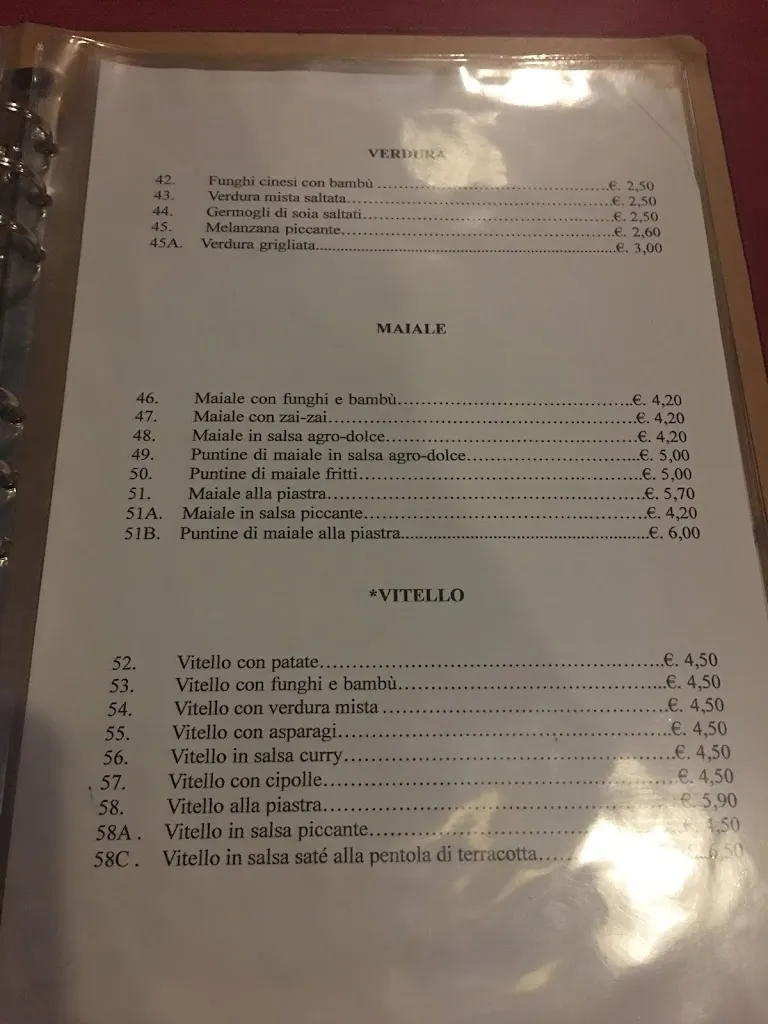 VERDURA
42. Funghi cinesi con bambù ................................................€. 2,50
43. Verdura mista saltata................................................€. 2,50
44. Germogli di soia saltati................................................€. 2,50
45. Melanzana piccante................................................€. 2,60
45A. Verdura grigliata................................................€. 3,00
MAIALE
46. Maiale con funghi e bambù................................................€. 4,20
47. Maiale con zai-zai................................................€. 4,20
48. Maiale in salsa agro-dolce................................................€. 4,20
49. Puntine di maiale in salsa agro-dolce................................................€. 5,00
50. Puntine di maiale fritti................................................€. 5,00
51. Maiale alla piastra................................................€. 5,70
51A. Maiale in salsa piccante................................................€. 4,20
51B. Puntine di maiale alla piastra................................................€. 6,00
*VITELLO
52. Vitello con patate................................................€. 4,50
53. Vitello con funghi e bambù................................................€. 4,50
54. Vitello con verdura mista ................................................€. 4,50
55. Vitello con asparagi................................................€. 4,50
56. Vitello in salsa curry................................................€. 4,50
57. Vitello con cipolle................................................€. 4,50
58. Vitello alla piastra................................................€. 5,90
58A . Vitello in salsa piccante................................................€. 4,50
58C . Vitello in salsa saté alla pentola di terracotta................€...6,50